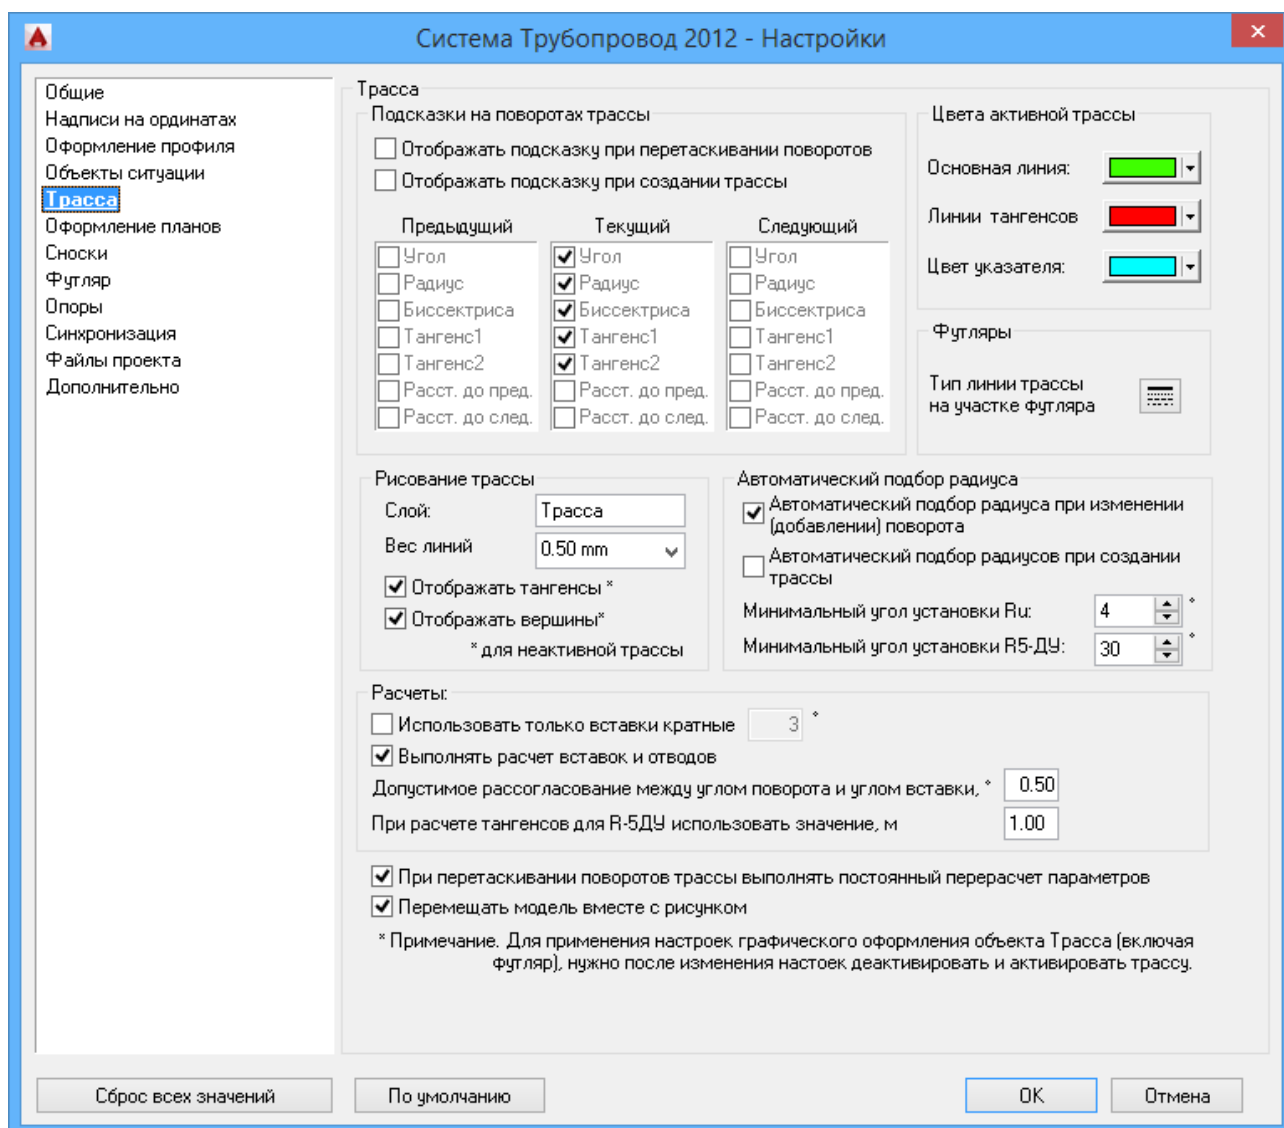 Система Трубопровод 2012 - Настройки
Общие
Надписи на ординатах
Оформление профиля
Объекты ситуации
Трасса
Оформление планов
Сноски
Футляр
Опоры
Синхронизация
Файлы проекта
Дополнительно
Трасса
Подсказки на поворотах трассы
Отображать подсказку при перетаскивании поворотов
Отображать подсказку при создании трассы
Предыдущий
Угол
Радиус
Биссектриса
Тангенс1
Тангенс2
Расст. до пред.
Расст. до след.
Текущий
Угол
Радиус
Биссектриса
Тангенс1
Тангенс2
Расст. до пред.
Расст. до след.
Следующий
Угол
Радиус
Биссектриса
Тангенс1
Тангенс2
Расст. до пред.
Расст. до след.
Цвета активной трассы
Основная линия:
Линии тангенсов
Цвет указателя:
Футляры
Тип линии трассы
на участке футляра
Рисование трассы
Слой: Трасса
Вес линий 0.50 mm
Отображать тангенсы *
Отображать вершины*
* для неактивной трассы
Автоматический подбор радиуса
Автоматический подбор радиуса при изменении
(добавлении) поворота
Автоматический подбор радиусов при создании
трассы
Минимальный угол установки Ru: 4 °
Минимальный угол установки R5-ДУ: 30 °
Расчеты:
Использовать только вставки кратные 3 °
Выполнять расчет вставок и отводов
Допустимое рассогласование между углом поворота и углом вставки, ° 0.50
При расчете тангенсов для R-5ДУ использовать значение, м 1.00
При перетаскивании поворотов трассы выполнять постоянный перерасчет параметров
Перемещать модель вместе с рисунком
* Примечание. Для применения настроек графического оформления объекта Трасса (включая
футляр), нужно после изменения настоек деактивировать и активировать трассу.
Сброс всех значений
По умолчанию
OK
Отмена